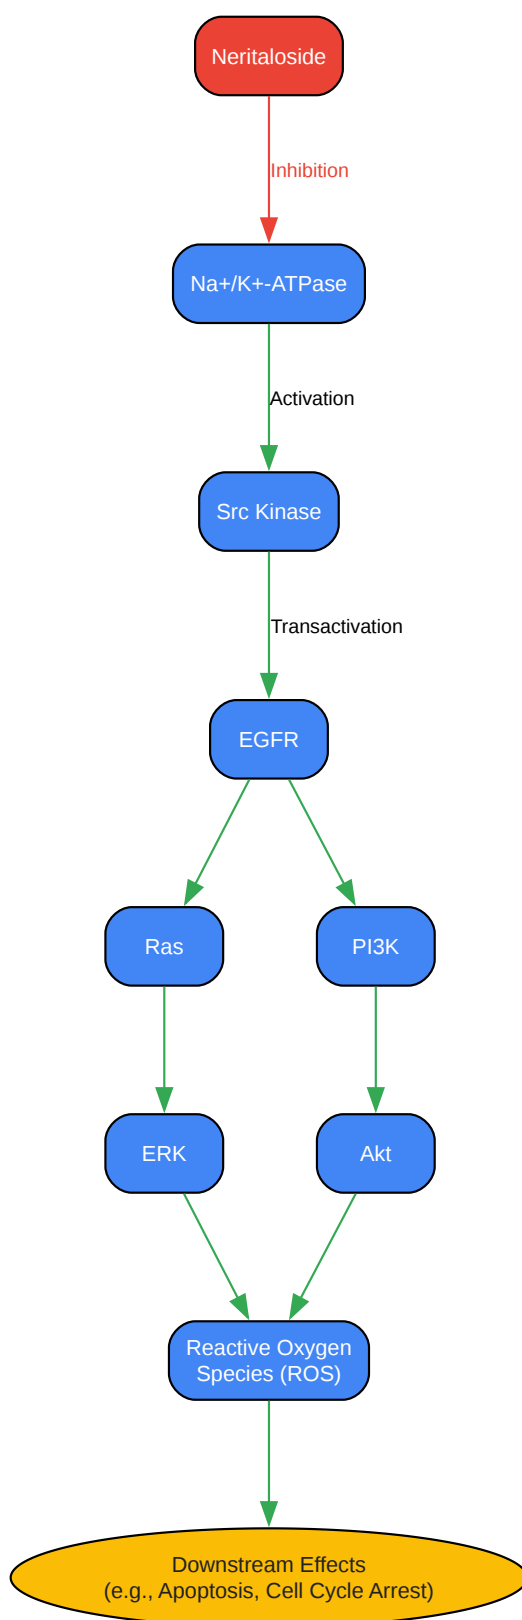 Neritaloside
Inhibition
Na+/K+-ATPase
Activation
Src Kinase
Transactivation
EGFR
Ras
PI3K
ERK
Akt
Reactive Oxygen
Species (ROS)
Downstream Effects
(e.g., Apoptosis, Cell Cycle Arrest)